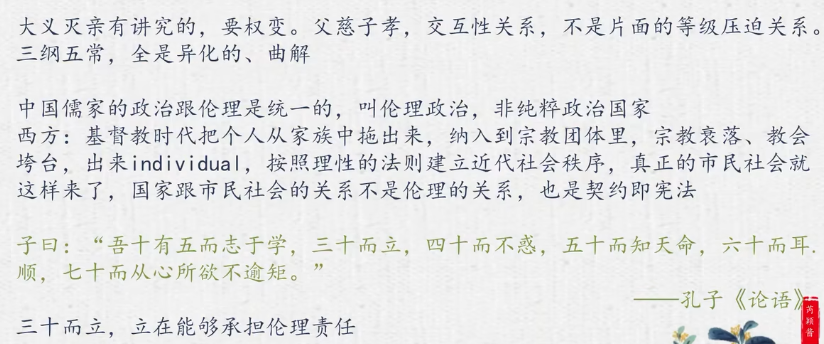 大义灭亲有讲究的，要权变。父慈子孝，交互性关系，不是片面的等级压迫关系。
三纲五常，全是异化的、曲解
中国儒家的政治跟伦理是统一的，叫伦理政治，非纯粹政治国家
西方：基督教时代把个人从家族中拖出来，纳入到宗教团体里，宗教衰落、教会
垮台，出来individual，按照理性的法则建立近代社会秩序，真正的市民社会就
这样来了，国家跟市民社会的关系不是伦理的关系，也是契约即宪法
子曰：“吾十有五而志于学，三十而立，四十而不惑，五十而知天命，六十而耳
顺，七十而从心所欲不逾矩。”
——孔子《论语》
三十而立，立在能够承担伦理责任
芮颖酱